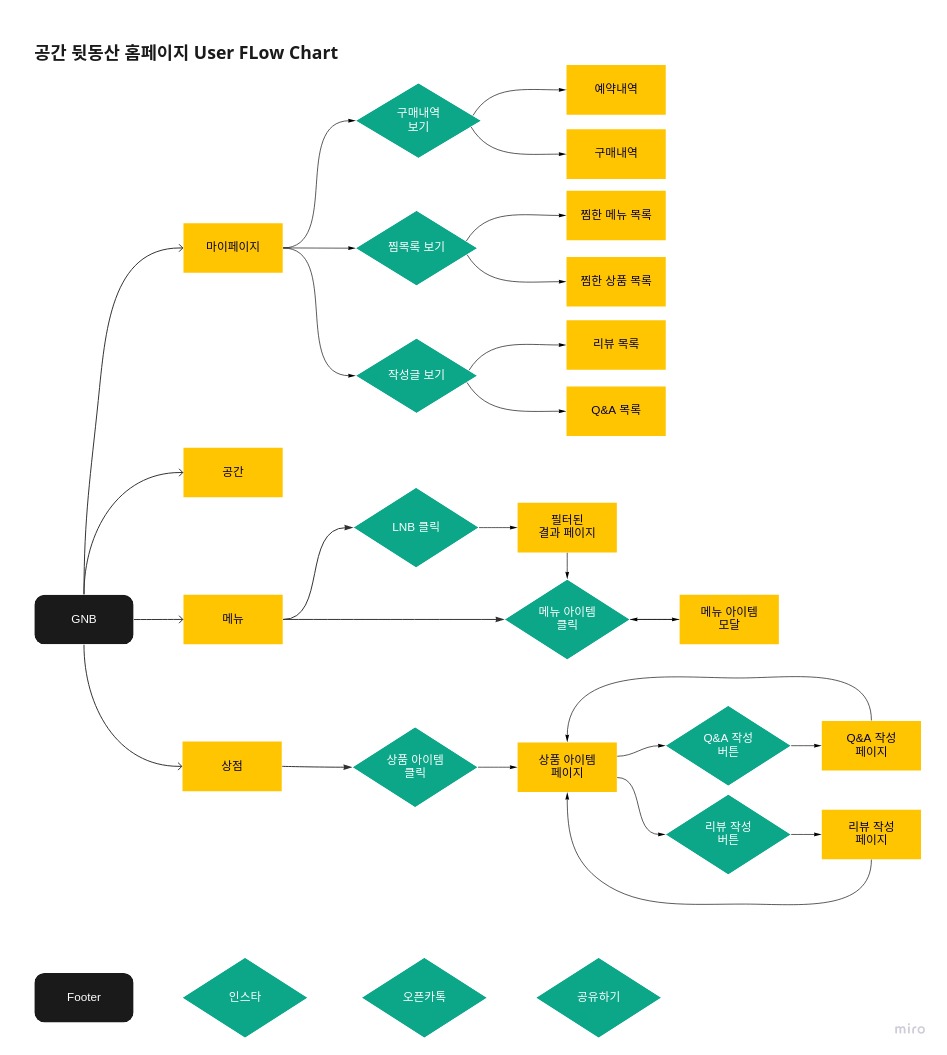 공간 뒷동산 홈페이지 User FLow Chart
구매내역
보기
예약내역
구매내역
마이페이지
찜목록 보기
찜한 메뉴 목록
찜한 상품 목록
작성글 보기
리뷰 목록
Q&A 목록
공간
LNB 클릭
필터된
결과 페이지
GNB
메뉴
메뉴 아이템
클릭
메뉴 아이템
모달
상점
상품 아이템
클릭
상품 아이템
페이지
Q&A 작성
버튼
Q&A 작성
페이지
리뷰 작성
버튼
리뷰 작성
페이지
Footer
인스타
오픈카톡
공유하기
miro